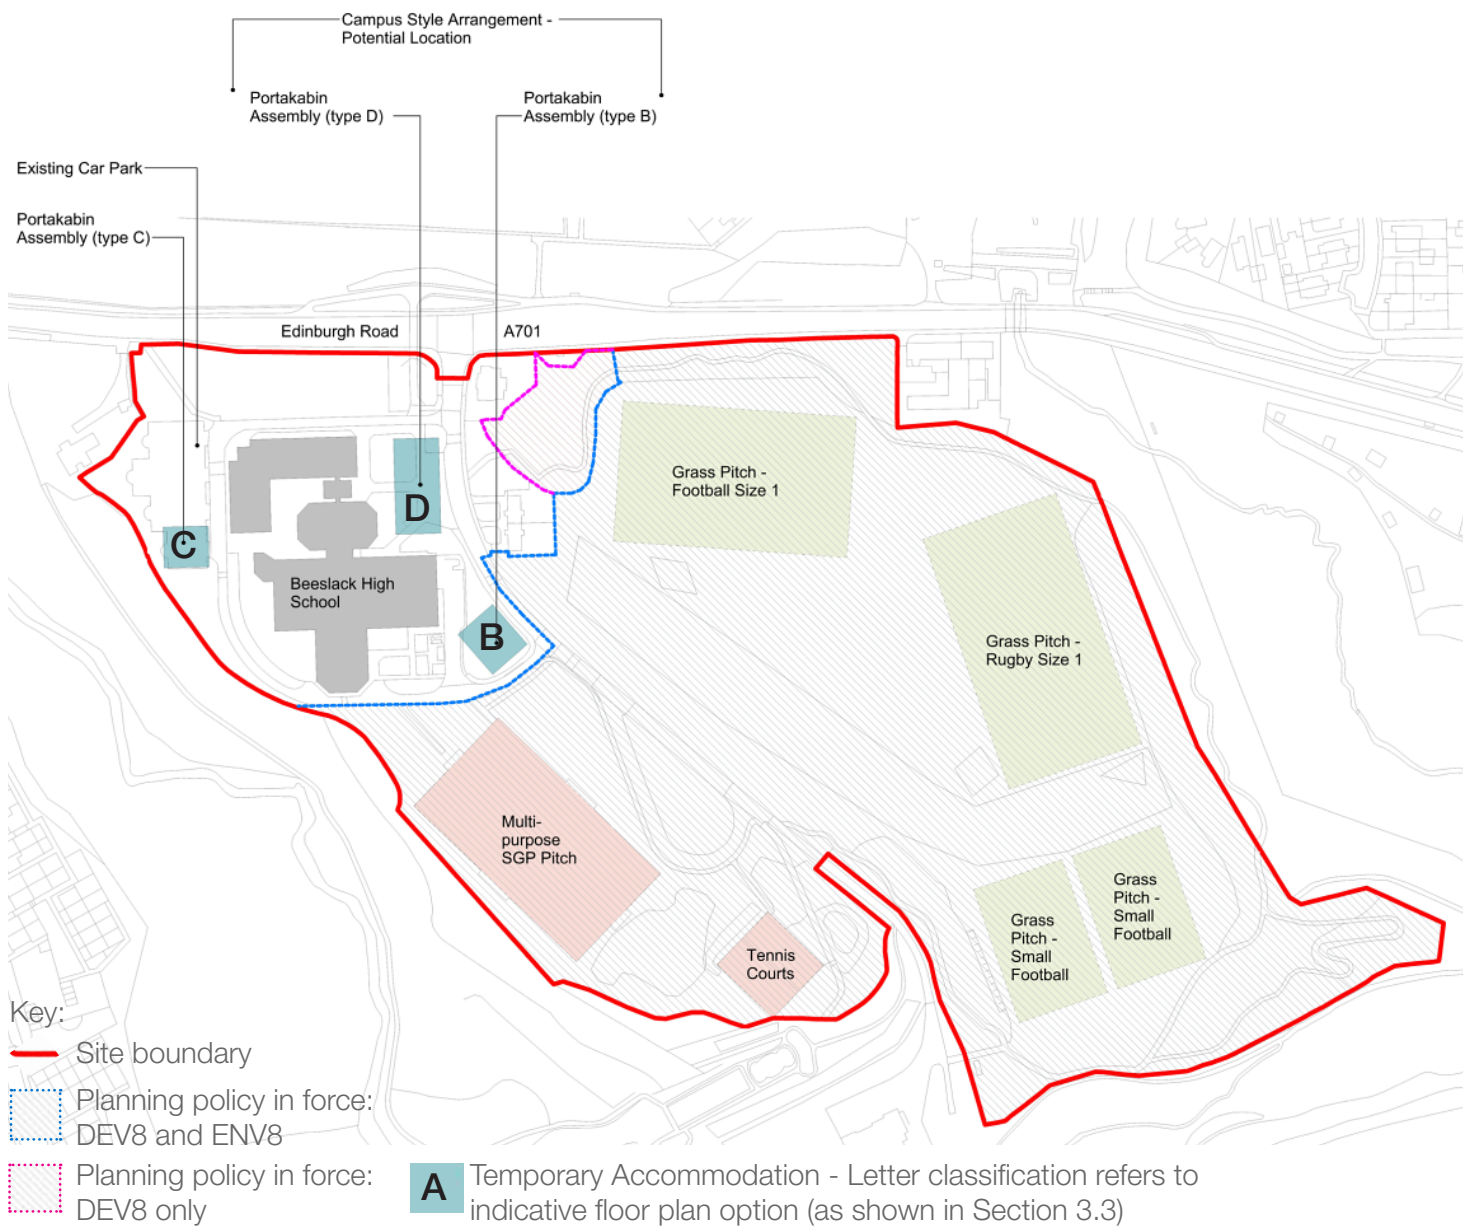 Campus Style Arrangement -
Potential Location
Portakabin
Assembly (type D)
Portakabin
Assembly (type B)
Existing Car Park
Portakabin
Assembly (type C)
Edinburgh Road
A701
Grass Pitch -
Football Size 1
D
C
Beeslack High
School
B
Grass Pitch -
Rugby Size 1
Multi-
purpose
SGP Pitch
Grass
Pitch -
Small
Football
Grass
Pitch -
Small
Football
Tennis
Courts
Key:
Site boundary
Planning policy in force:
DEV8 and ENV8
Planning policy in force:
DEV8 only
A
Temporary Accommodation - Letter classification refers to
indicative floor plan option (as shown in Section 3.3)